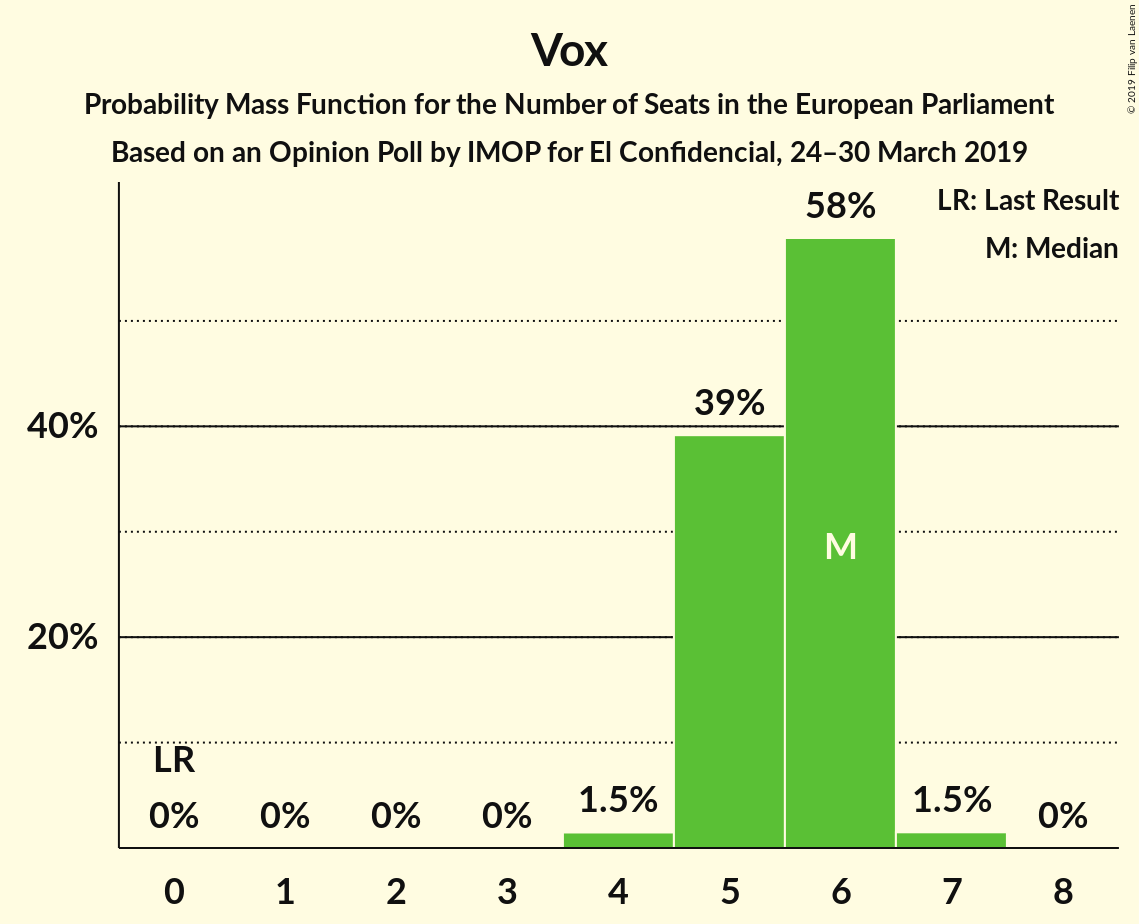 Vox
Probability Mass Function for the Number of Seats in the European Parliament
Based on an Opinion Poll by IMOP for El Confidencial, 24–30 March 2019
© 2019 Filip van Laenen
LR: Last Result
M: Median
58%
39%
40%
M
20%
LR
0%
0%
0%
0%
1.5%
1.5%
0%
0
1
2
3
4
5
6
7
8